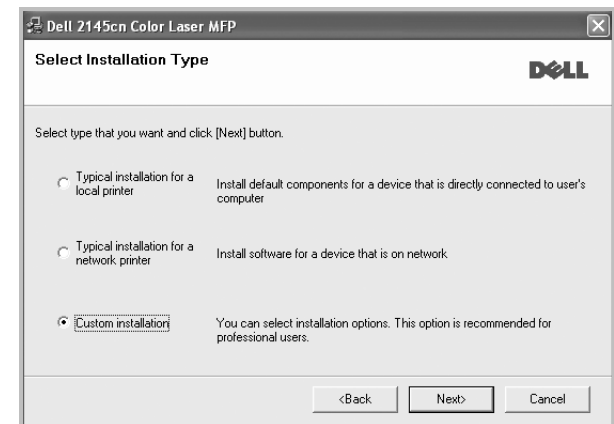 Dell 2145cn Color Laser MFP
Select Installation Type
DELL
Select type that you want and click [Next] button.
Typical installation for a
local printer
Install default components for a device that is directly connected to user's
computer
Typical installation for a
network printer
Install software for a device that is on network
Custom installation
You can select installation options. This option is recommended for
professional users.
<Back
Next>
Cancel